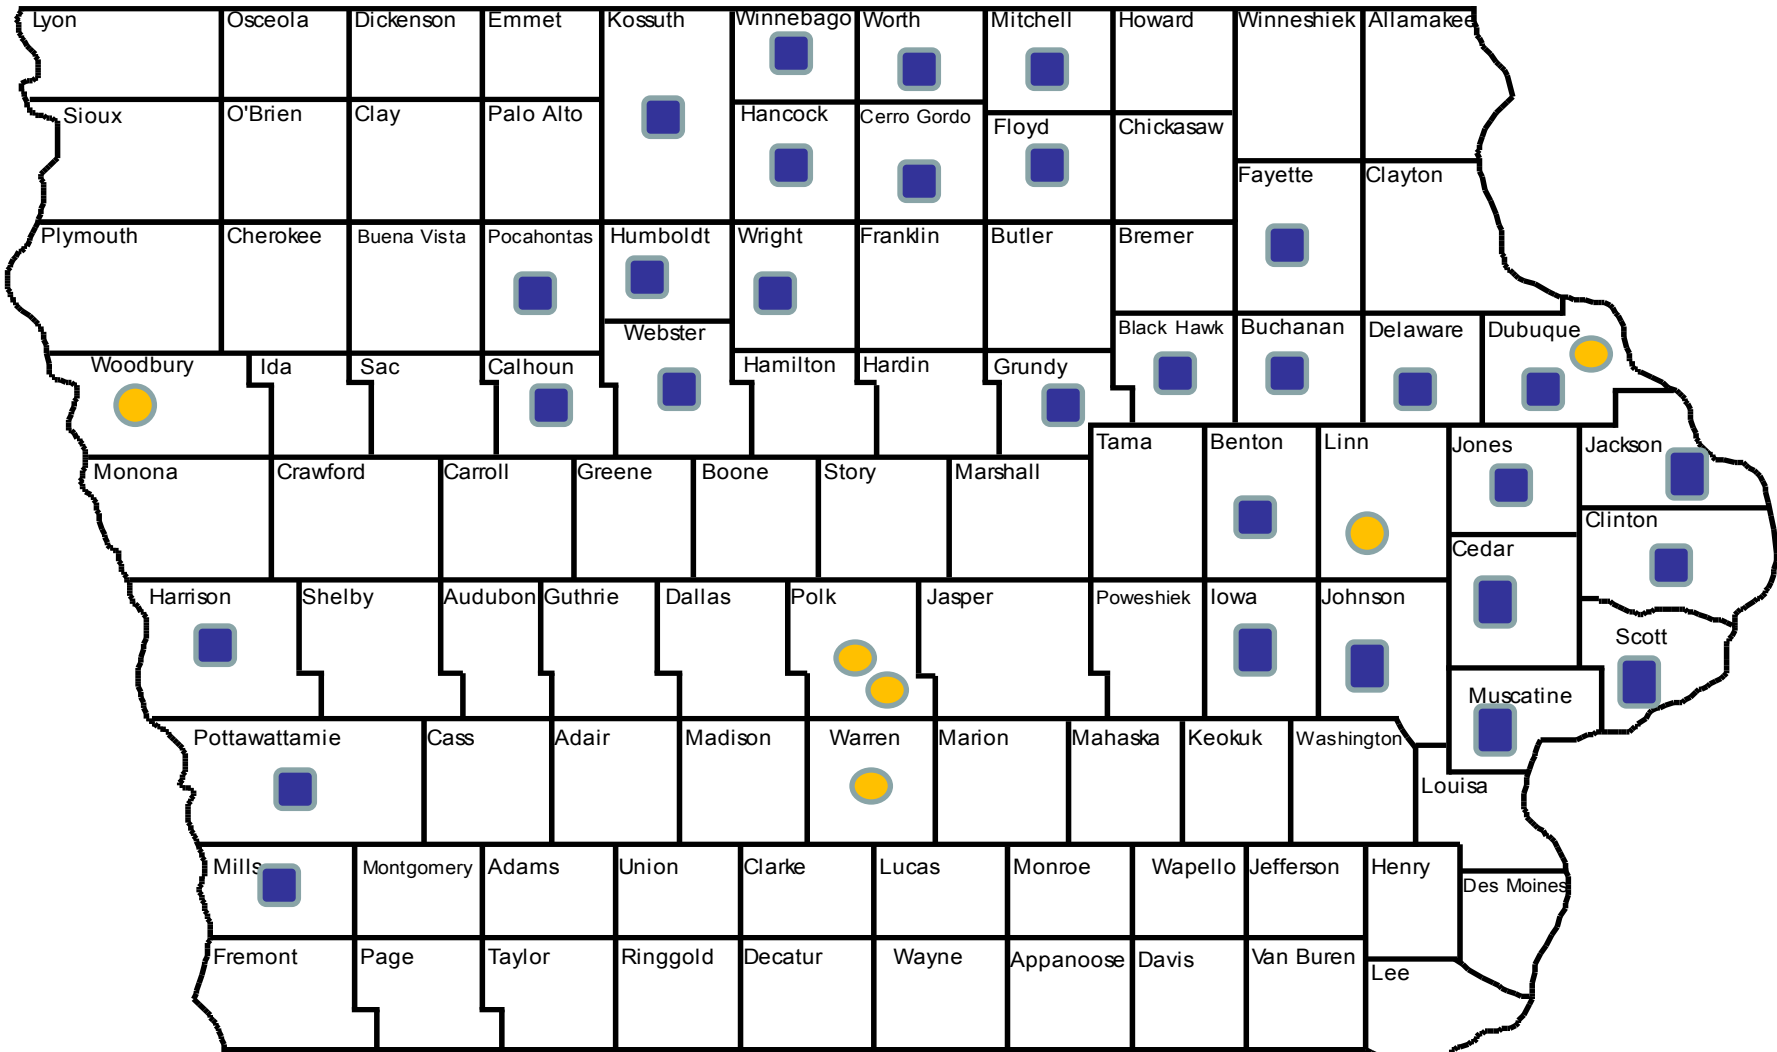 Lyon Osceola Dickenson Emmet Kossuth Winnebago Worth Mitchell Howard Winneshiek Allamakee
Sioux O'Brien Clay Palo Alto Hancock Cerro Gordo Floyd Chickasaw
Fayette Clayton
Plymouth Cherokee Buena Vista Pocahontas Humboldt Wright Franklin Butler Bremer
Webster Black Hawk Buchanan Delaware Dubuque
Woodbury Ida Sac Calhoun Hamilton Hardin Grundy
Tama Benton Linn Jones Jackson
Monona Crawford Carroll Greene Boone Story Marshall
Clinton
Cedar
Harrison Shelby Audubon Guthrie Dallas Polk Jasper Poweshiek Iowa Johnson
Scott
Muscatine
Pottawattamie Cass Adair Madison Warren Marion Mahaska Keokuk Washington
Louisa
Mills Montgomery Adams Union Clarke Lucas Monroe Wapello Jefferson Henry
Des Moines
Fremont Page Taylor Ringgold Decatur Wayne Appanoose Davis Van Buren
Lee